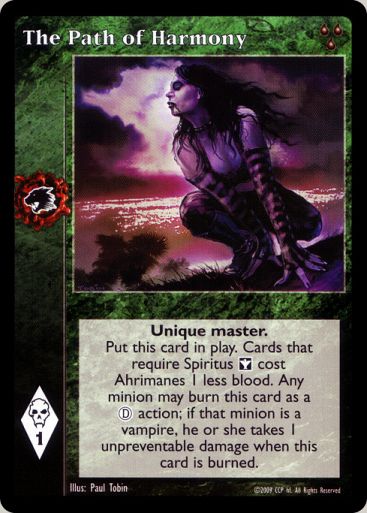 The Path of Harmony
Unique master.
Put this card in play. Cards that
require Spiritus cost
Ahrimanes 1 less blood. Any
minion may burn this card as a
Ⓓ action; if that minion is a
vampire, he or she takes 1
unpreventable damage when this
card is burned.
1
Illus: Paul Tobin
©2009 CCP hf. All Rights Reserved